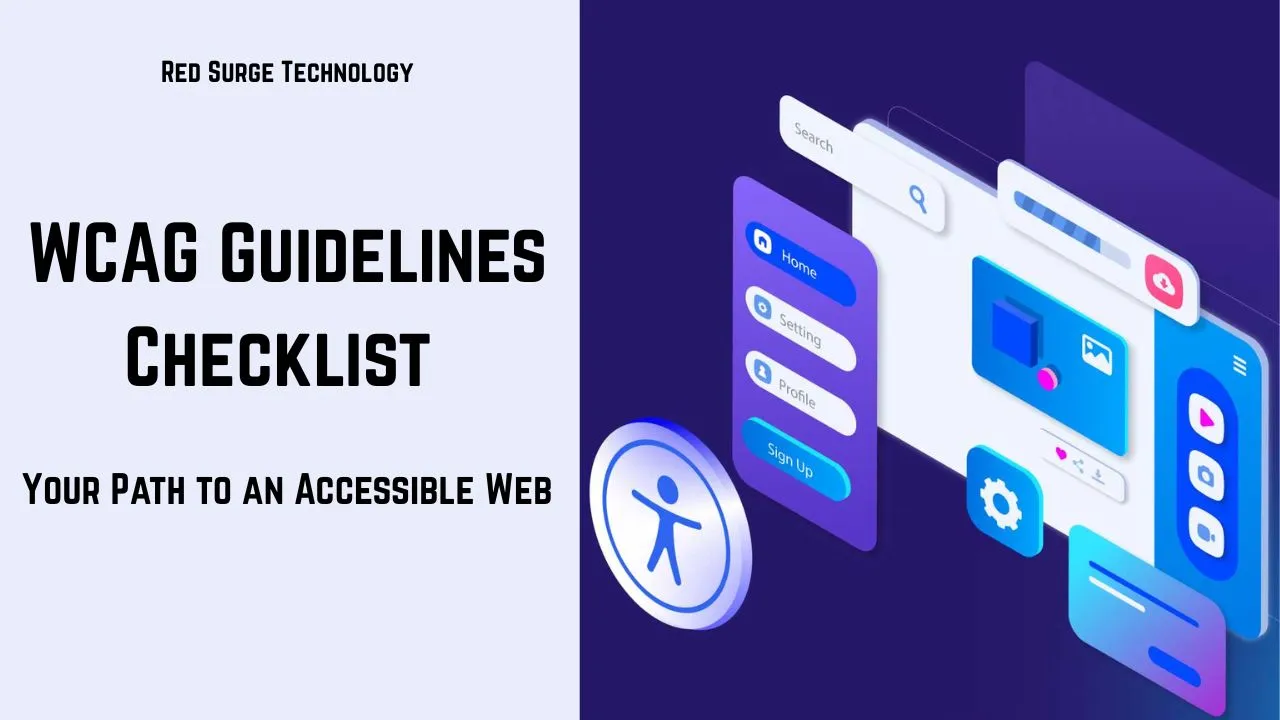 Red Surge Technology
WCAG Guidelines
Checklist
Your Path to an Accessible Web
Search
Home
Setting
Profile
Sign Up